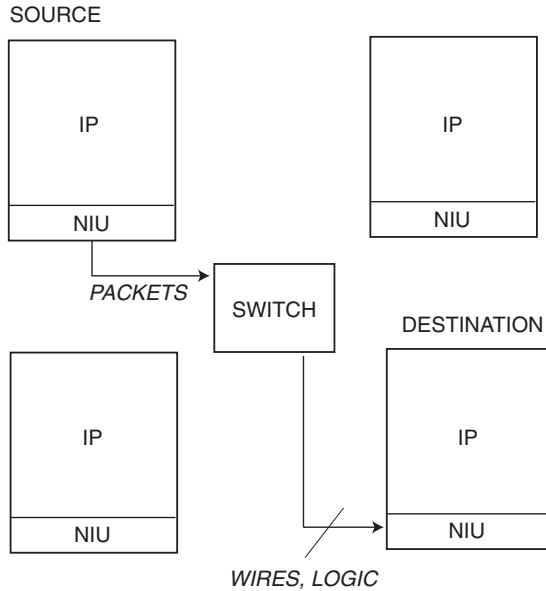 SOURCE
IP
NIU
IP
NIU
PACKETS
SWITCH
DESTINATION
IP
NIU
IP
NIU
WIRES, LOGIC